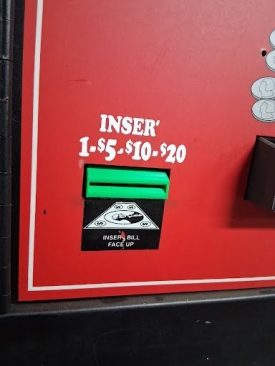 INSER'
1-$5-$10-$20
INSERT BILL
FACE UP